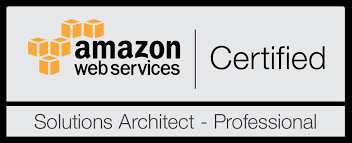 amazon
web services
Certified
Solutions Architect - Professional